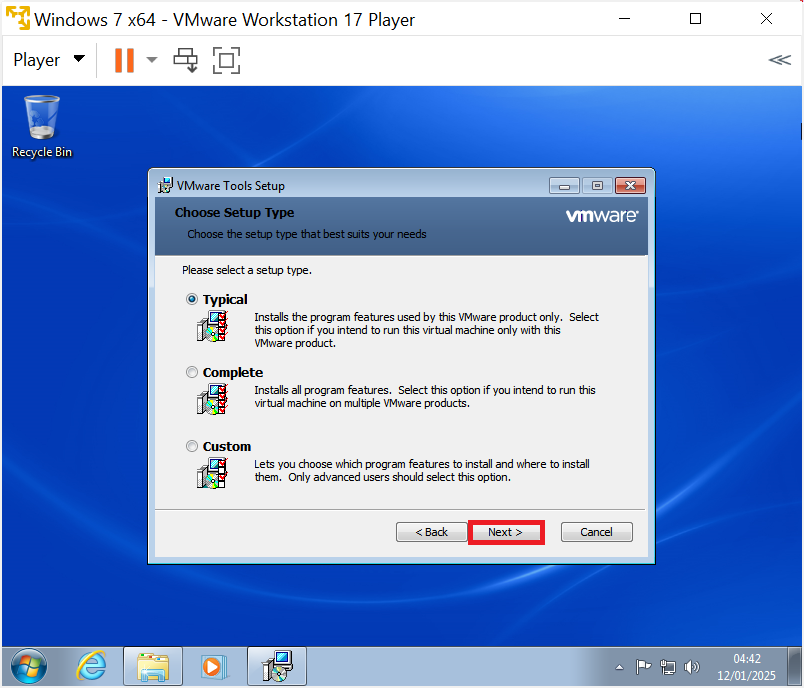 Windows 7 x64 - VMware Workstation 17 Player
Player
Recycle Bin
VMware Tools Setup
Choose Setup Type
Choose the setup type that best suits your needs
vmware®
Please select a setup type.
Typical
Installs the program features used by this VMware product only. Select
this option if you intend to run this virtual machine only with this
VMware product.
Complete
Installs all program features. Select this option if you intend to run this
virtual machine on multiple VMware products.
Custom
Lets you choose which program features to install and where to install
them. Only advanced users should select this option.
< Back Next > Cancel
04:42
12/01/2025